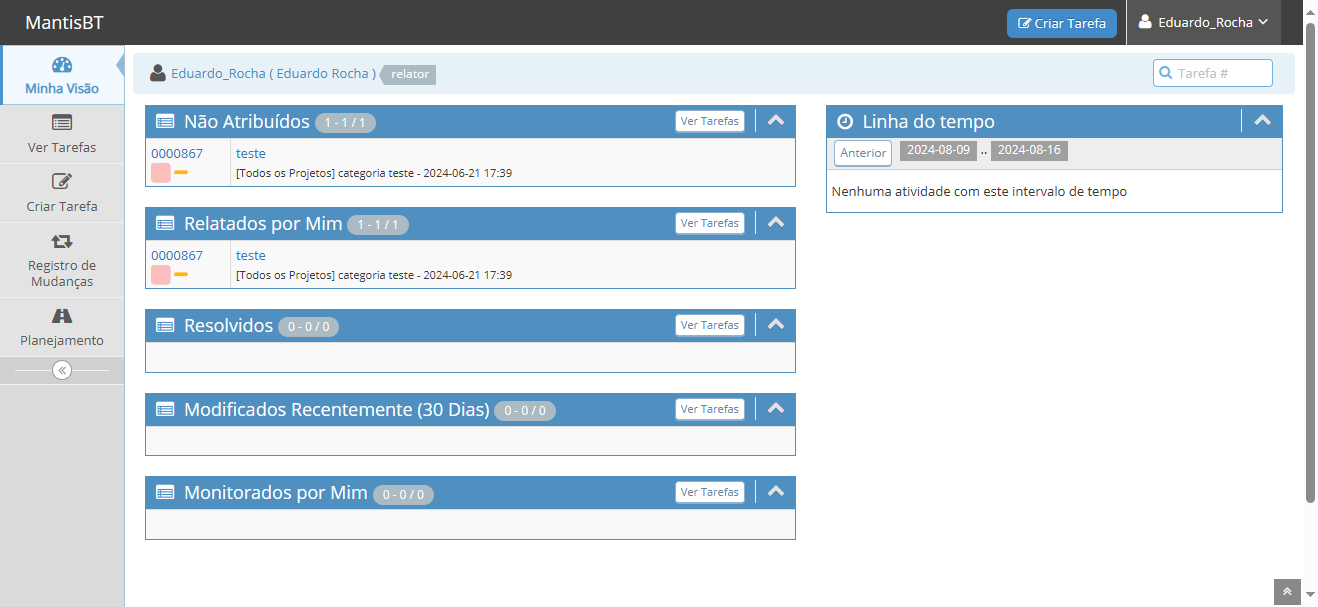 MantisBT
Criar Tarefa
Eduardo_Rocha
Minha Visão
Ver Tarefas
Criar Tarefa
Registro de
Mudanças
Planejamento
Eduardo_Rocha ( Eduardo Rocha ) relator
Tarefa #
Não Atribuídos 1 - 1 / 1 Ver Tarefas
0000867 teste
[Todos os Projetos] categoria teste - 2024-06-21 17:39
Relatados por Mim 1 - 1 / 1 Ver Tarefas
0000867 teste
[Todos os Projetos] categoria teste - 2024-06-21 17:39
Resolvidos 0 - 0 / 0 Ver Tarefas
Modificados Recentemente (30 Dias) 0 - 0 / 0 Ver Tarefas
Monitorados por Mim 0 - 0 / 0 Ver Tarefas
Linha do tempo
Anterior 2024-08-09 .. 2024-08-16
Nenhuma atividade com este intervalo de tempo